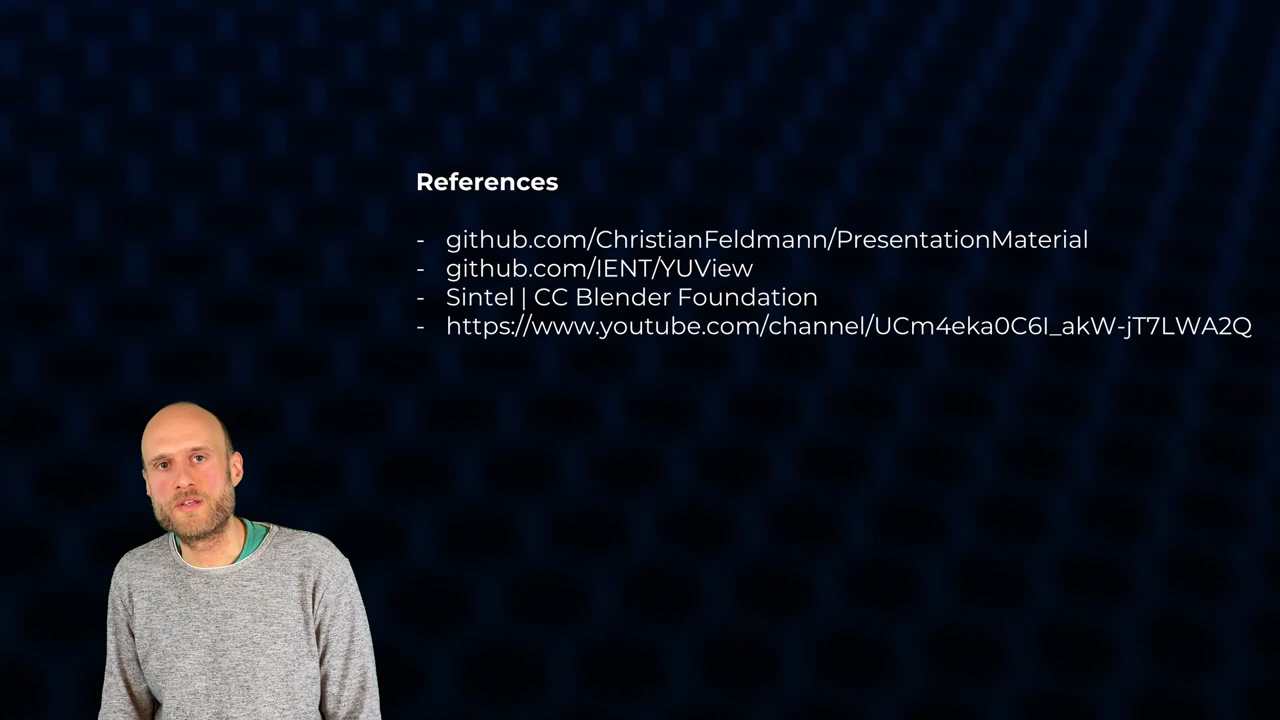 References
- github.com/ChristianFeldmann/PresentationMaterial
- github.com/IENT/YUView
- Sintel | CC Blender Foundation
- https://www.youtube.com/channel/UCm4eka0C6I_akW-jT7LWA2Q